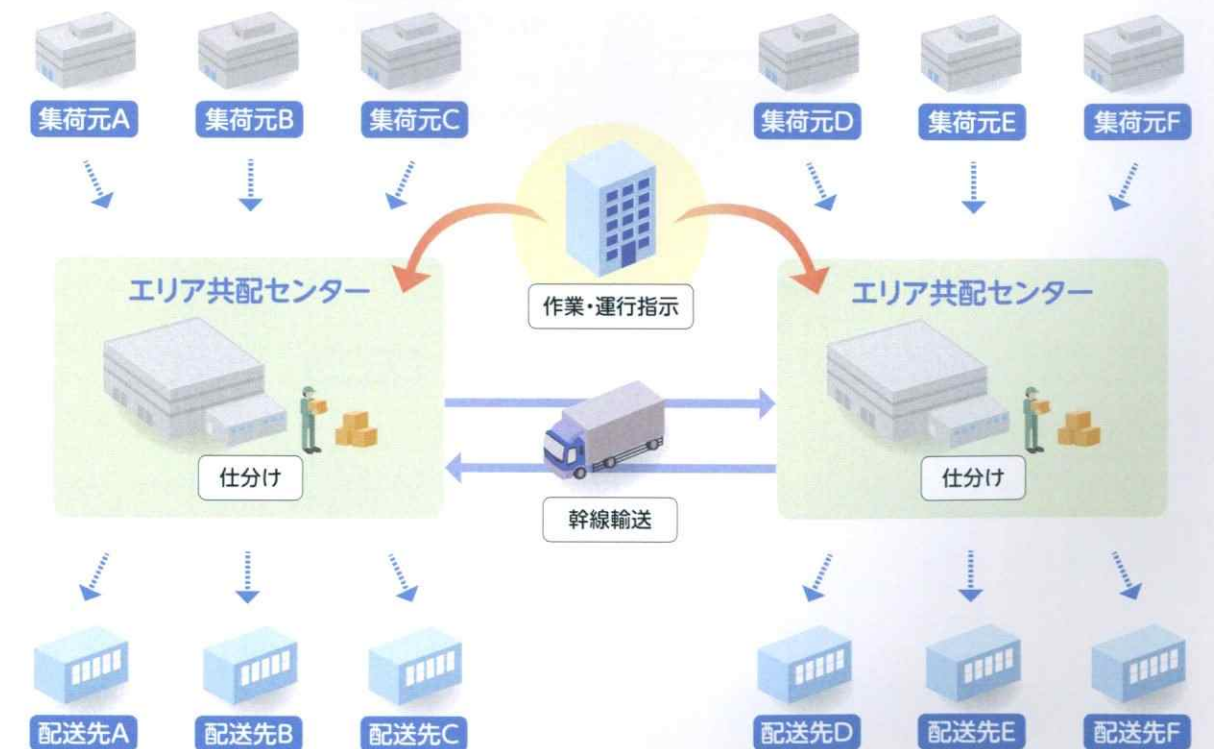 集荷元A
集荷元B
集荷元C
集荷元D
集荷元E
集荷元F
作業・運行指示
エリア共配センター
仕分け
エリア共配センター
仕分け
幹線輸送
配送先A
配送先B
配送先C
配送先D
配送先E
配送先F